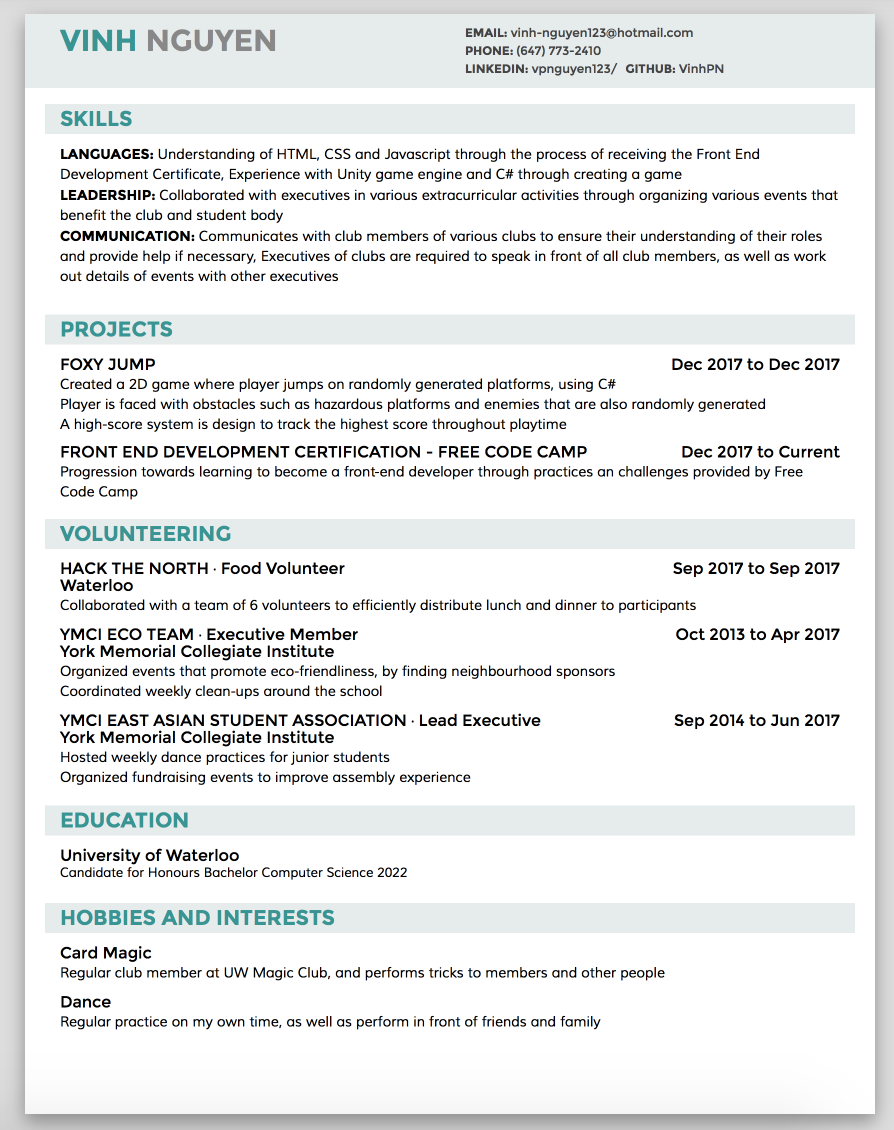 VINH NGUYEN
EMAIL: vinh-nguyen123@hotmail.com
PHONE: (647) 773-2410
LINKEDIN: vpnguyen123/ GITHUB: VinhPN
SKILLS
LANGUAGES: Understanding of HTML, CSS and Javascript through the process of receiving the Front End
Development Certificate, Experience with Unity game engine and C# through creating a game
LEADERSHIP: Collaborated with executives in various extracurricular activities through organizing various events that
benefit the club and student body
COMMUNICATION: Communicates with club members of various clubs to ensure their understanding of their roles
and provide help if necessary, Executives of clubs are required to speak in front of all club members, as well as work
out details of events with other executives
PROJECTS
FOXY JUMP Dec 2017 to Dec 2017
Created a 2D game where player jumps on randomly generated platforms, using C#
Player is faced with obstacles such as hazardous platforms and enemies that are also randomly generated
A high-score system is design to track the highest score throughout playtime
FRONT END DEVELOPMENT CERTIFICATION - FREE CODE CAMP Dec 2017 to Current
Progression towards learning to become a front-end developer through practices an challenges provided by Free
Code Camp
VOLUNTEERING
HACK THE NORTH · Food Volunteer Sep 2017 to Sep 2017
Waterloo
Collaborated with a team of 6 volunteers to efficiently distribute lunch and dinner to participants
YMCI ECO TEAM · Executive Member Oct 2013 to Apr 2017
York Memorial Collegiate Institute
Organized events that promote eco-friendliness, by finding neighbourhood sponsors
Coordinated weekly clean-ups around the school
YMCI EAST ASIAN STUDENT ASSOCIATION · Lead Executive Sep 2014 to Jun 2017
York Memorial Collegiate Institute
Hosted weekly dance practices for junior students
Organized fundraising events to improve assembly experience
EDUCATION
University of Waterloo
Candidate for Honours Bachelor Computer Science 2022
HOBBIES AND INTERESTS
Card Magic
Regular club member at UW Magic Club, and performs tricks to members and other people
Dance
Regular practice on my own time, as well as perform in front of friends and family